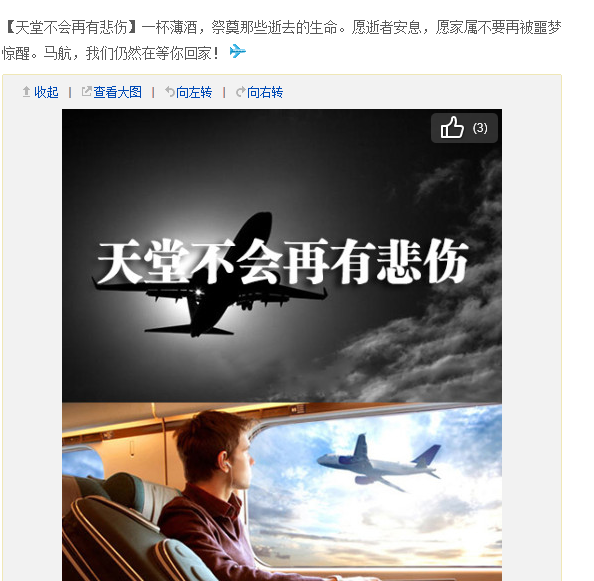 【天堂不会再有悲伤】一杯薄酒，祭奠那些逝去的生命。愿逝者安息，愿家属不要再被噩梦
惊醒。马航，我们仍然在等你回家！
收起 | 查看大图 | 向左转 | 向右转
(3)
天堂不会再有悲伤